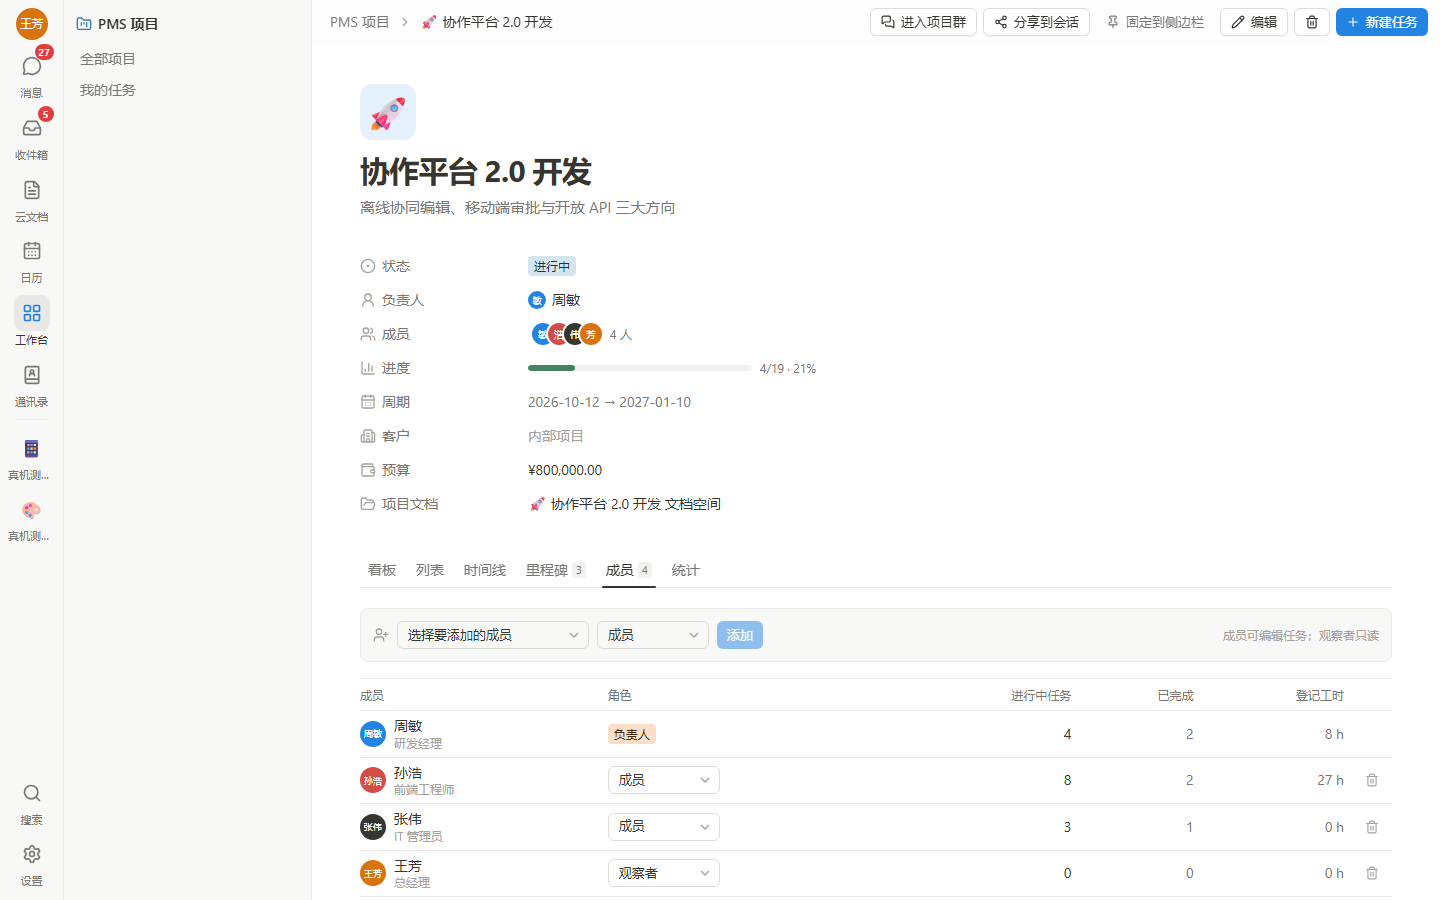 王芳
27
消息
5
收件箱
云文档
日历
工作台
通讯录
真机测...
真机测...
搜索
设置
PMS 项目
全部项目
我的任务
PMS 项目
协作平台 2.0 开发
进入项目群
分享到会话
固定到侧边栏
编辑
新建任务
协作平台 2.0 开发
离线协同编辑、移动端审批与开放 API 三大方向
状态
进行中
负责人
敏 周敏
成员
敏 浩 伟 芳 4 人
进度
4/19 · 21%
周期
2026-10-12 → 2027-01-10
客户
内部项目
预算
¥800,000.00
项目文档
协作平台 2.0 开发 文档空间
看板 列表 时间线 里程碑 3 成员 4 统计
选择要添加的成员 成员 添加 成员可编辑任务；观察者只读
成员 角色 进行中任务 已完成 登记工时
周敏 周敏 负责人 4 2 8 h
研发经理
孙浩 孙浩 成员 8 2 27 h
前端工程师
张伟 张伟 成员 3 1 0 h
IT 管理员
王芳 王芳 观察者 0 0 0 h
总经理